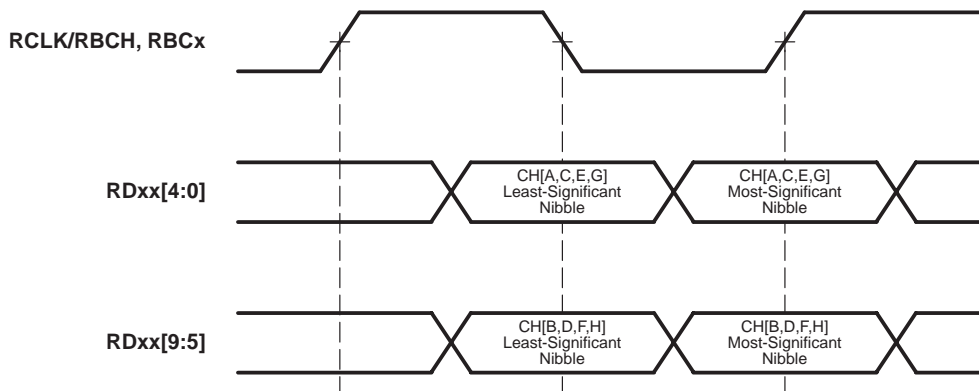 RCLK/RBCH, RBCx
RDxx[4:0]
CH[A,C,E,G]
Least-Significant
Nibble
CH[A,C,E,G]
Most-Significant
Nibble
RDxx[9:5]
CH[B,D,F,H]
Least-Significant
Nibble
CH[B,D,F,H]
Most-Significant
Nibble